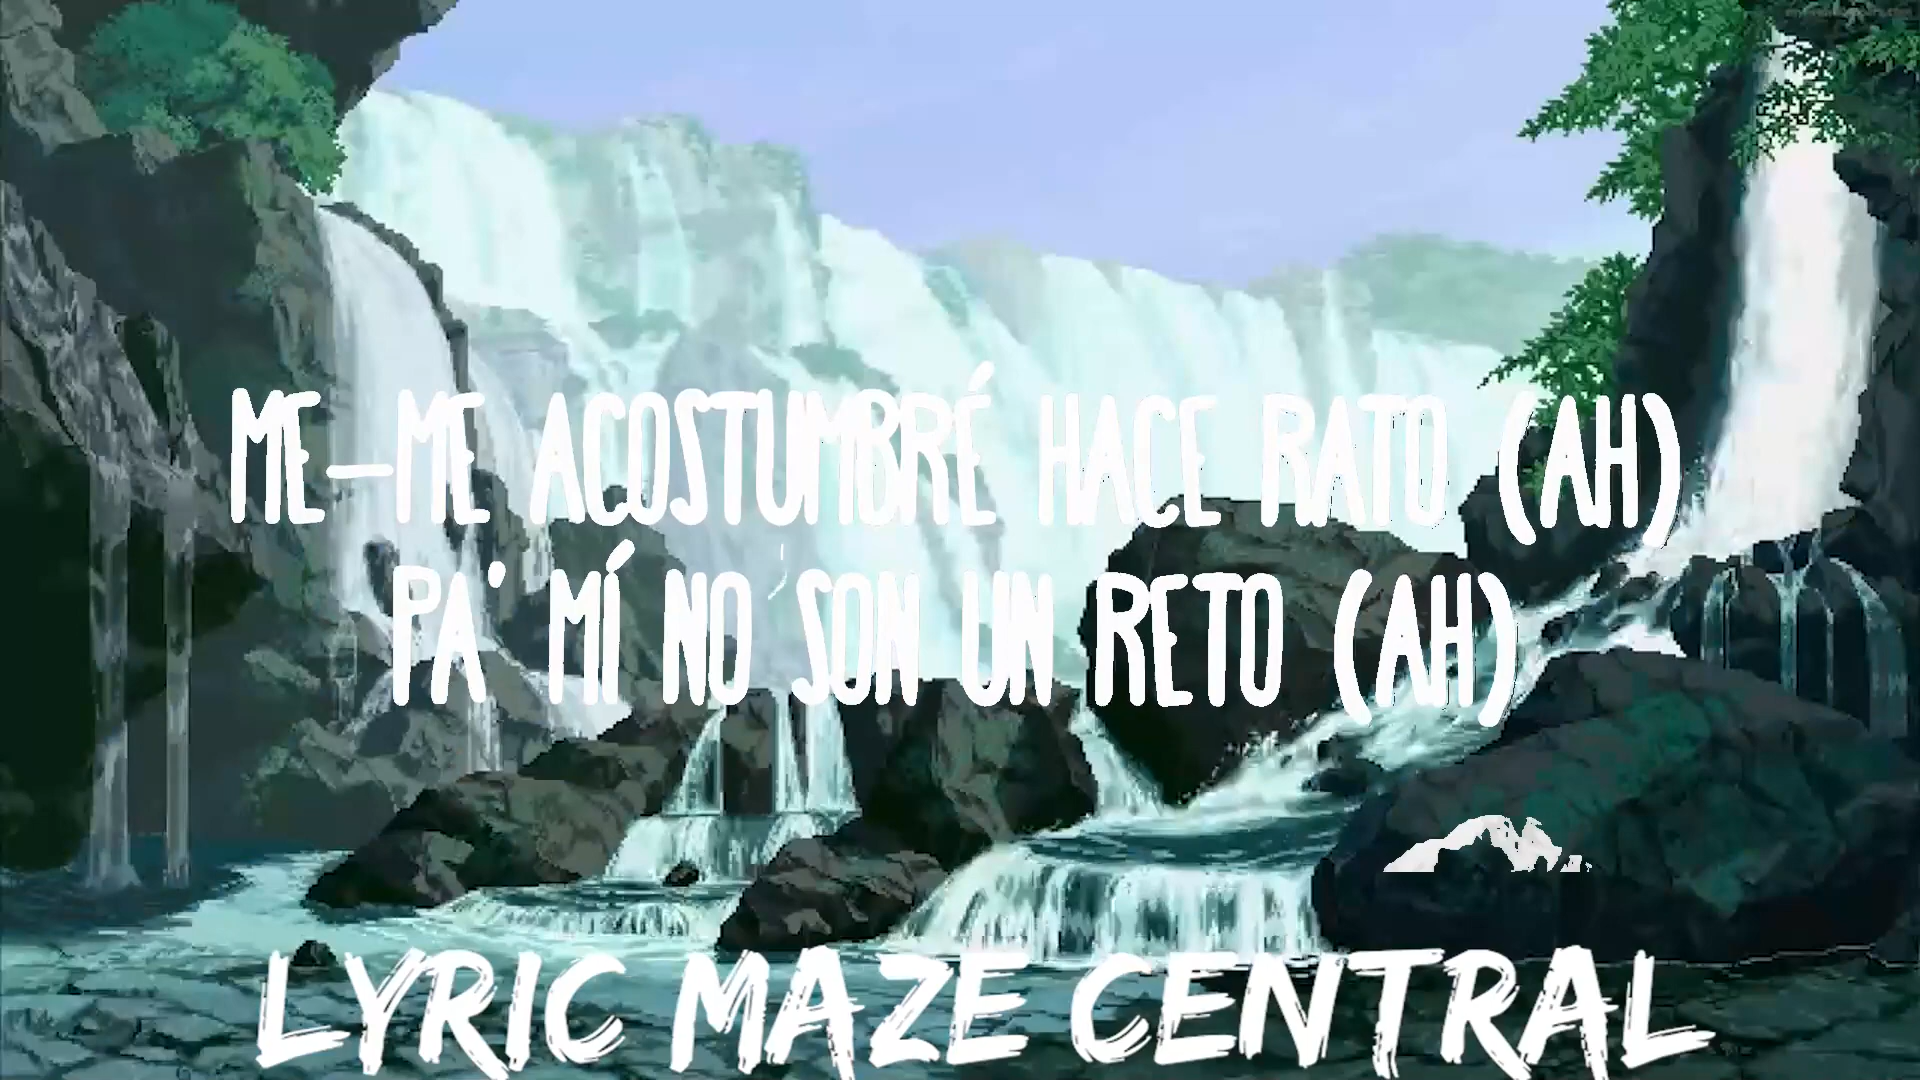 ME-ME ACOSTUMBRÉ HACE RATO (AH)
PA' MÍ NO SON UN RETO (AH)
LYRIC MAZE CENTRAL